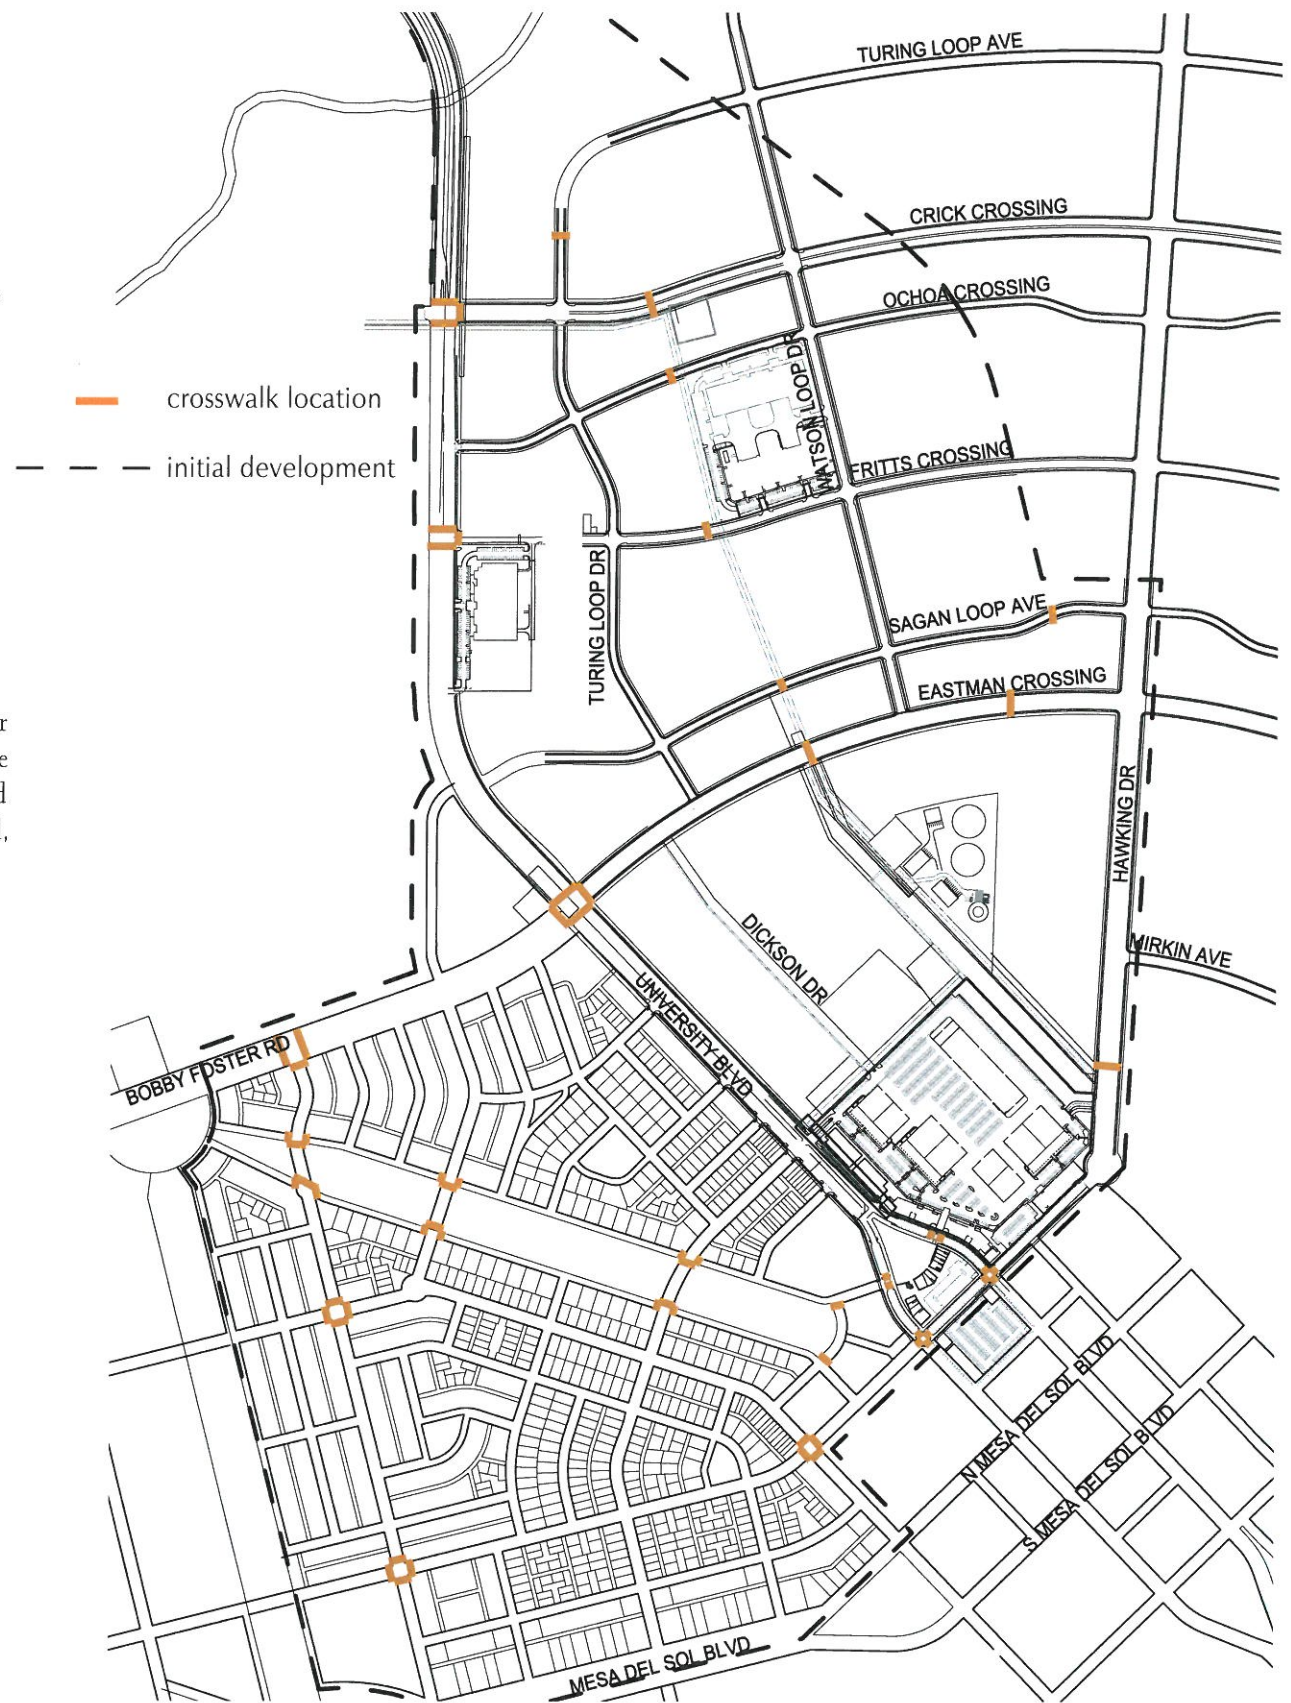 TURING LOOP AVE
CRICK CROSSING
OCHOA CROSSING
WATSON LOOP DR
crosswalk location
initial development
FRITTS CROSSING
TURING LOOP DR
SAGAN LOOP AVE
EASTMAN CROSSING
r
e
d
,
HAWKING DR
DICKSON DR
MIRKIN AVE
UNIVERSITY BLVD
BOBBY FOSTER RD
N MESA DEL SOL BLVD
S MESA DEL SOL BLVD
MESA DEL SOL BLVD